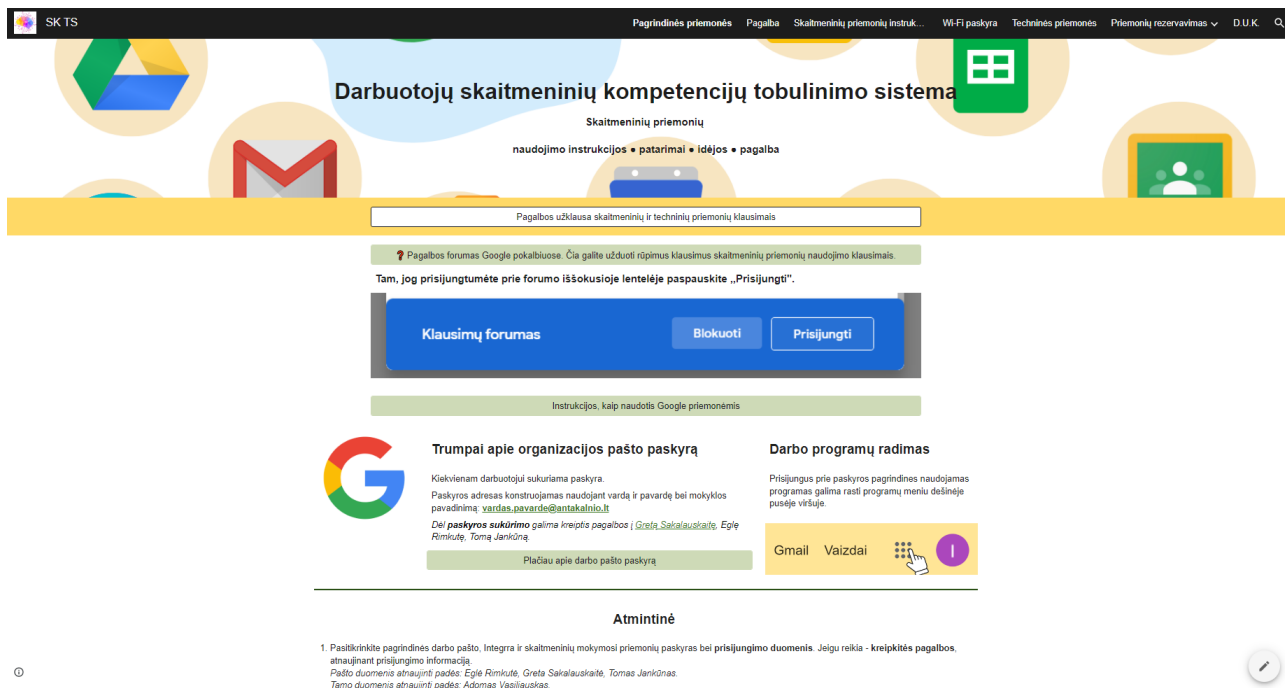 SK TS
Pagrindinės priemonės Pagalba Skaitmeninių priemonių instruk... Wi-Fi paskyra Techninės priemonės Priemonių rezervavimas D.U.K.
Darbuotojų skaitmeninių kompetencijų tobulinimo sistema
Skaitmeninių priemonių
naudojimo instrukcijos ● patarimai ● idėjos ● pagalba
Pagalbos užklausa skaitmeninių ir techninių priemonių klausimais
❓ Pagalbos forumas Google pokalbiuose. Čia galite užduoti rūpimus klausimus skaitmeninių priemonių naudojimo klausimais.
Tam, jog prisijungtumėte prie forumo iššokusioje lentelėje paspauskite „Prisijungti".
Klausimų forumas
Blokuoti
Prisijungti
Instrukcijos, kaip naudotis Google priemonėmis
Trumpai apie organizacijos pašto paskyrą
Kiekvienam darbuotojui sukuriama paskyra.
Paskyros adresas konstruojamas naudojant vardą ir pavardę bei mokyklos
pavadinimą: vardas.pavarde@antakalnio.lt
Dėl paskyros sukūrimo galima kreiptis pagalbos į Gretą Sakalauskaitę, Eglę
Rimkutę, Tomą Jankūną.
Plačiau apie darbo pašto paskyrą
Darbo programų radimas
Prisijungus prie paskyros pagrindines naudojamas
programas galima rasti programų meniu dešinėje
pusėje viršuje.
Gmail Vaizdai I
Atmintinė
1. Pasitikrinkite pagrindinės darbo pašto, Integrra ir skaitmeninių mokymosi priemonių paskyras bei prisijungimo duomenis. Jeigu reikia - kreipkitės pagalbos,
atnaujinant prisijungimo informaciją.
Pašto duomenis atnaujinti padės: Eglė Rimkutė, Greta Sakalauskaitė, Tomas Jankūnas.
Tamo duomenis atnaujinti padės: Adomas Vasiliauskas.